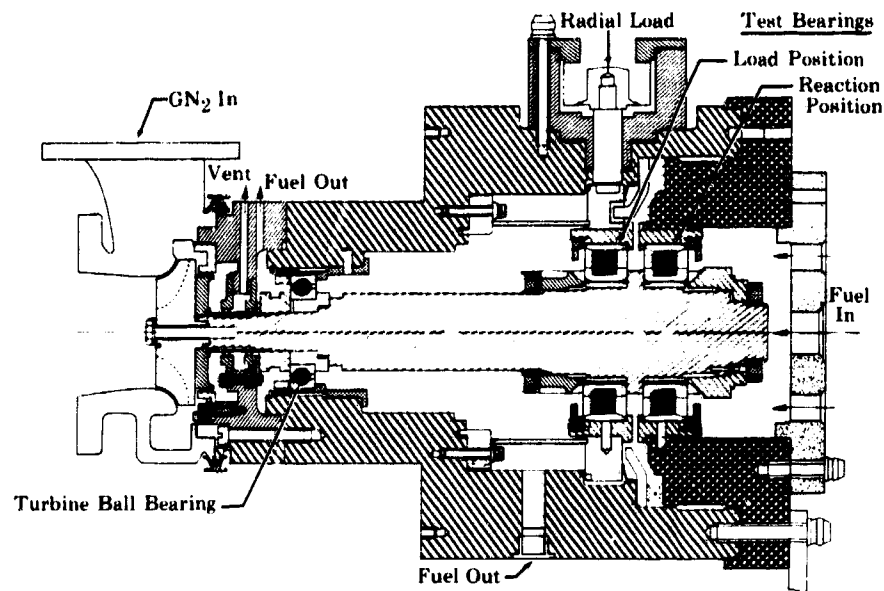 Radial Load
Test Bearings
Load Position
Reaction
Position
GN2 In
Vent
Fuel Out
Fuel
In
Turbine Ball Bearing
Fuel Out